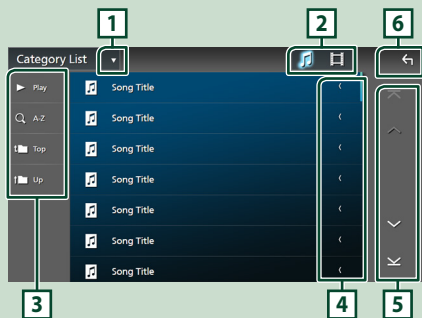 1
2
6
Category List
Play
Song Title
A-Z
Song Title
Top
Song Title
Up
Song Title
Song Title
Song Title
Song Title
3
4
5